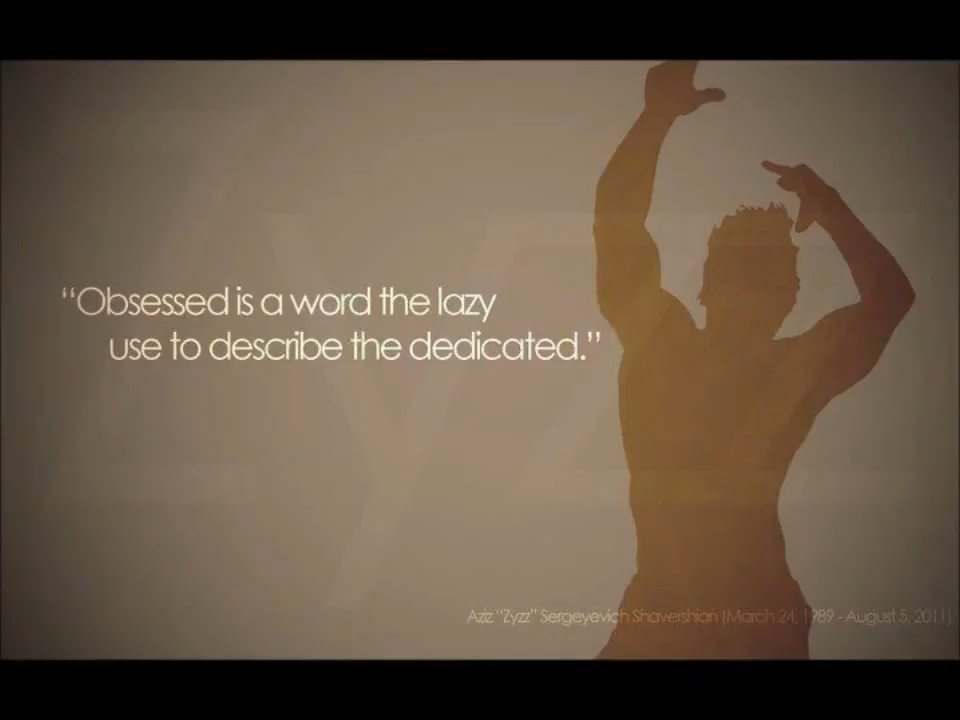 “Obsessed is a word the lazy
use to describe the dedicated.”
Aziz “Zyzz” Sergeyevich Shavershian (March 24, 1989 - August 5, 2011)